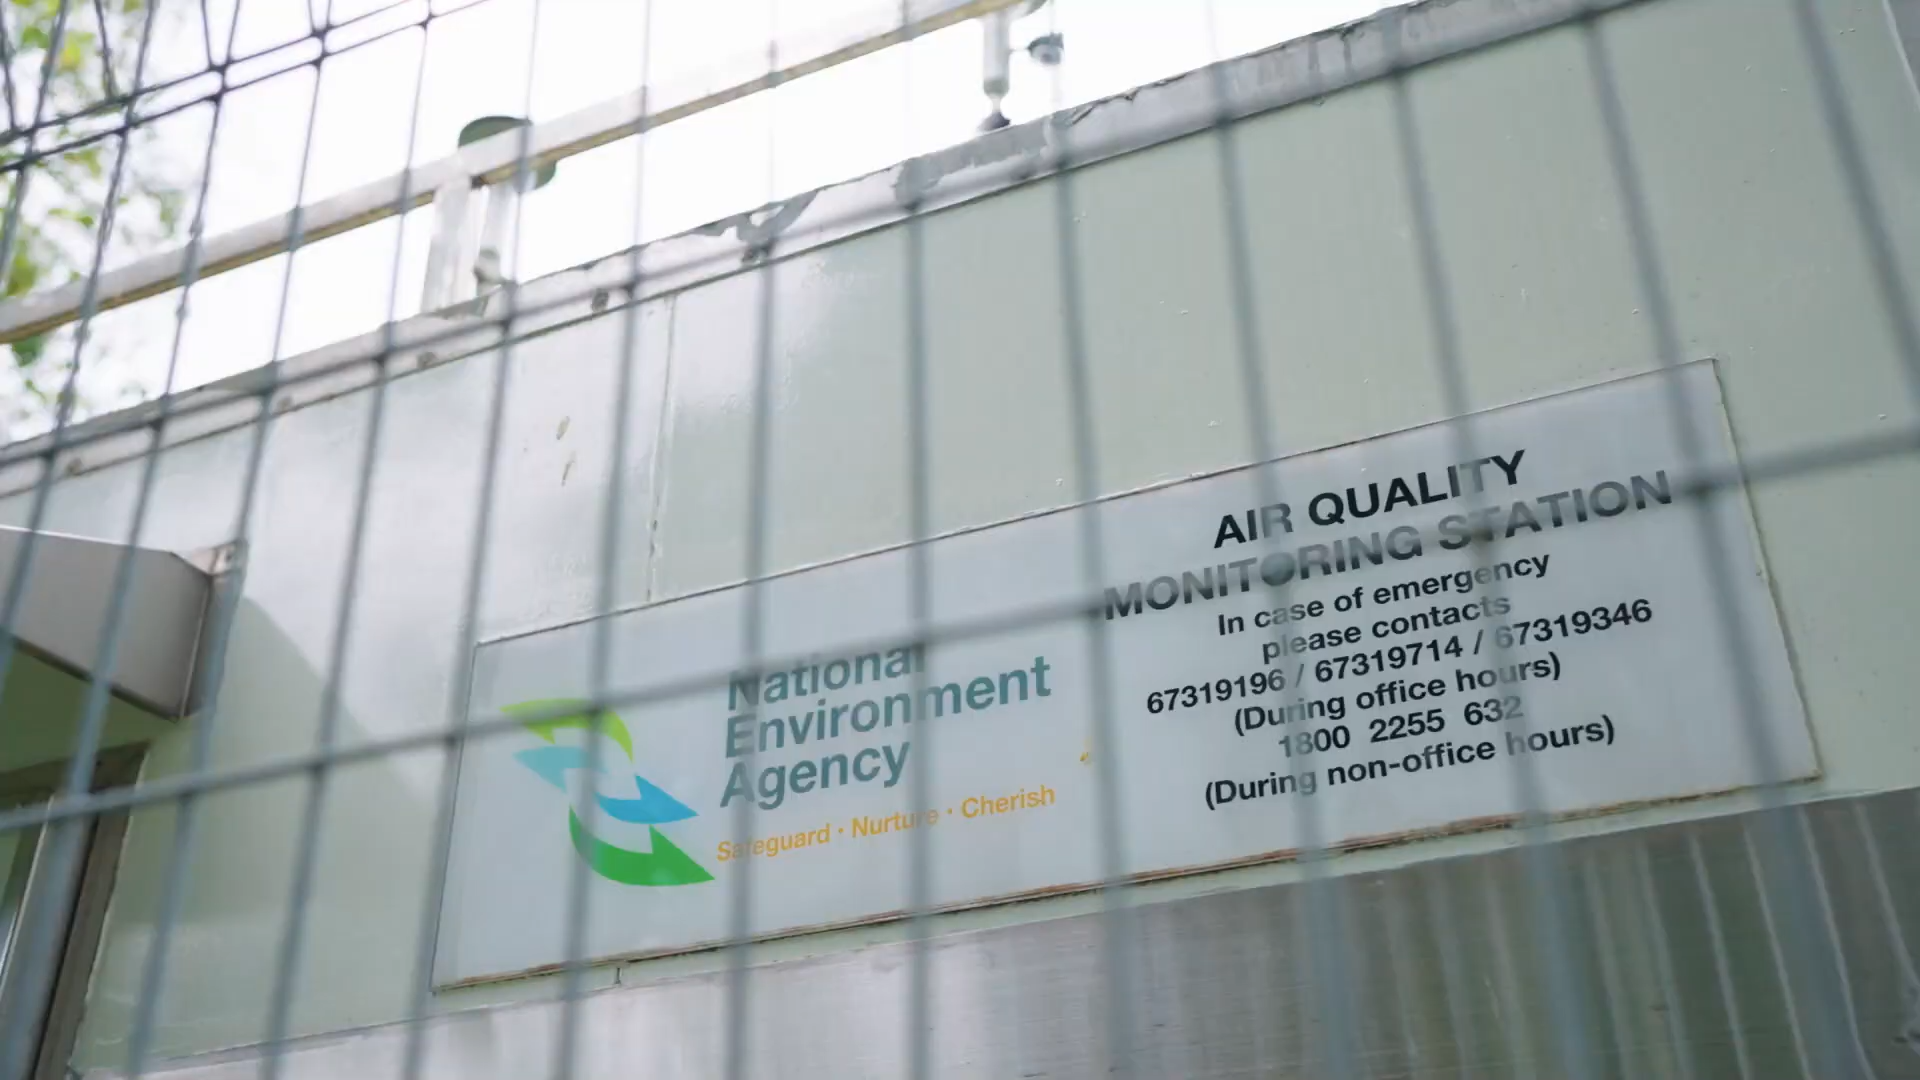 National
Environment
Agency
Safeguard · Nurture · Cherish
AIR QUALITY
MONITORING STATION
In case of emergency
please contacts
67319196 / 67319714 / 67319346
(During office hours)
1800 2255 632
(During non-office hours)